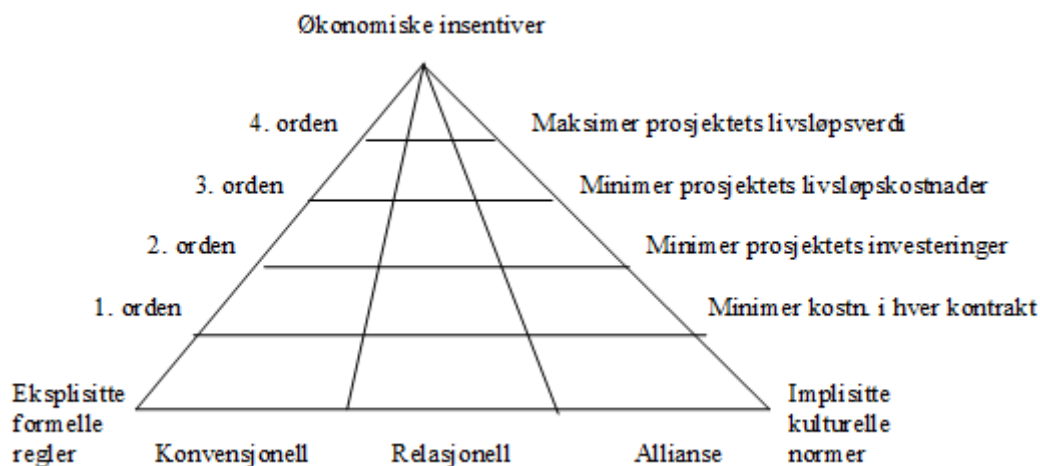 Økonomiske insentiver
4. orden
Maksimer prosjektets livsløpsverdi
3. orden
Minimer prosjektets livsløpskostnader
2. orden
Minimer prosjektets investeringer
1. orden
Minimer kostn. i hver kontrakt
Eksplisitte
formelle
regler
Konvensjonell
Relasjonell
Allianse
Implisitte
kulturelle
normer